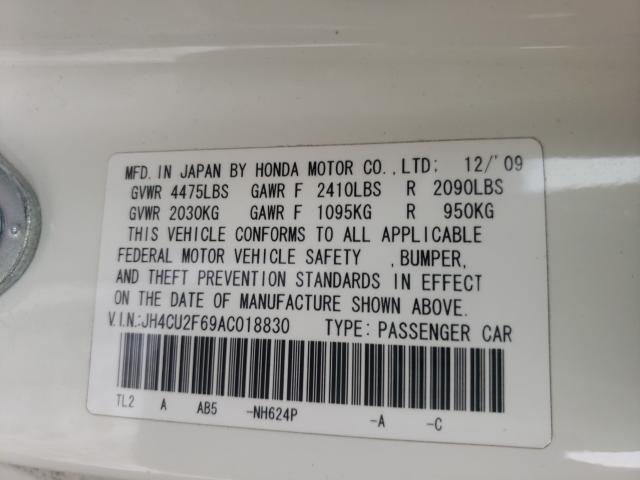 MFD. IN JAPAN BY HONDA MOTOR CO.,LTD: 12/'09
GVWR 4475LBS GAWR F 2410LBS R 2090LBS
GVWR 2030KG GAWR F 1095KG R 950KG
THIS VEHICLE CONFORMS TO ALL APPLICABLE
FEDERAL MOTOR VEHICLE SAFETY ,BUMPER,
AND THEFT PREVENTION STANDARDS IN EFFECT
ON THE DATE OF MANUFACTURE SHOWN ABOVE.
V.I.N.:JH4CU2F69AC018830 TYPE: PASSENGER CAR
TL2 A AB5 -NH624P -A -C